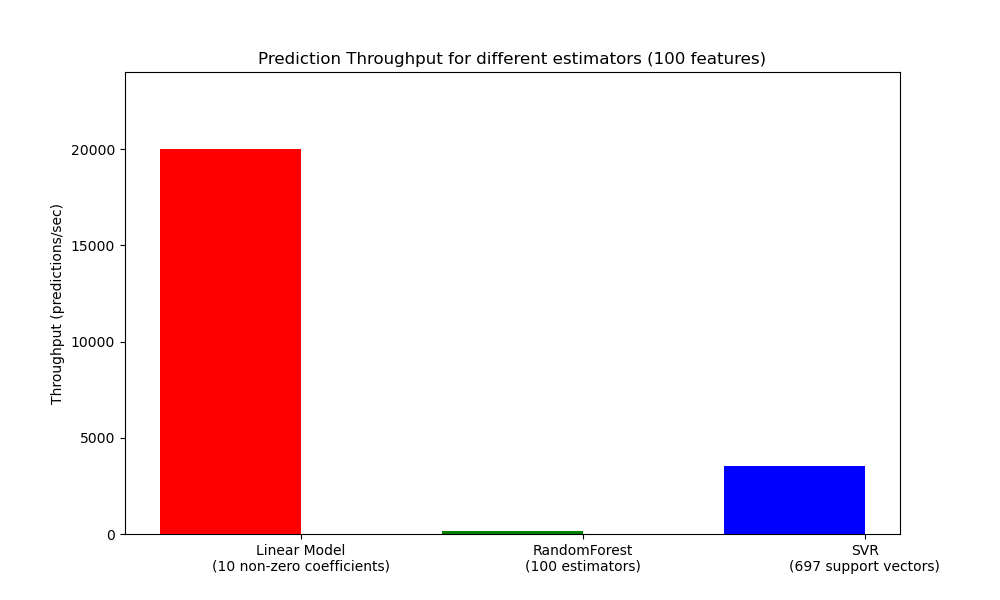 Prediction Throughput for different estimators (100 features)
Throughput (predictions/sec)
20000
15000
10000
5000
0
Linear Model
(10 non-zero coefficients)
RandomForest
(100 estimators)
SVR
(697 support vectors)